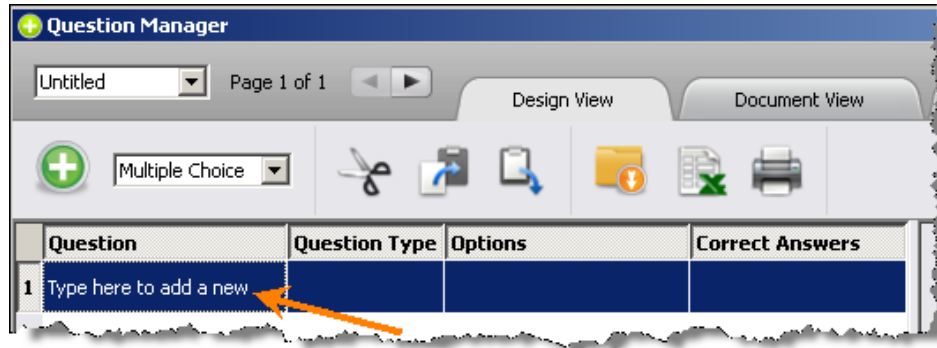 Question Manager
Untitled Page 1 of 1 Design View Document View
Multiple Choice
Question Question Type Options Correct Answers
1 Type here to add a new